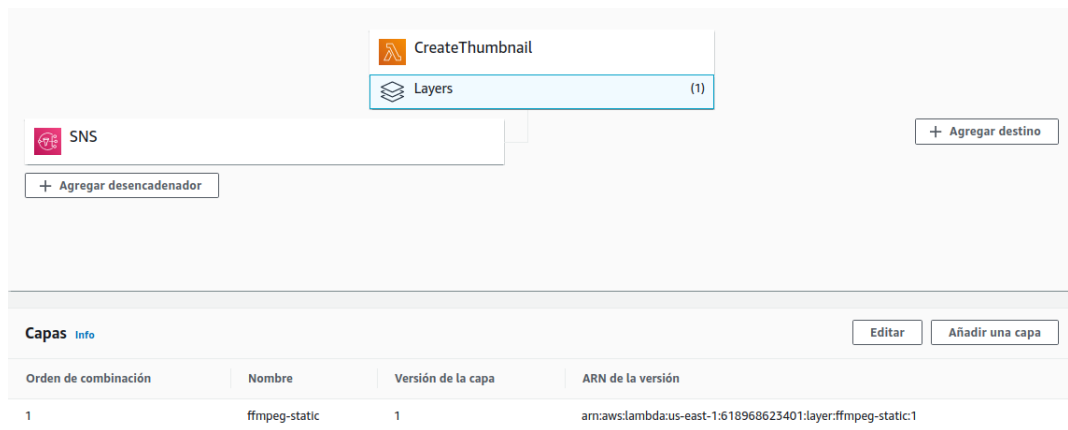 CreateThumbnail
Layers (1)
SNS
+ Agregar destino
+ Agregar desencadenador
Capas Info
Editar
Añadir una capa
Orden de combinación Nombre Versión de la capa ARN de la versión
1 ffmpeg-static 1 arn:aws:lambda:us-east-1:618968623401:layer:ffmpeg-static:1